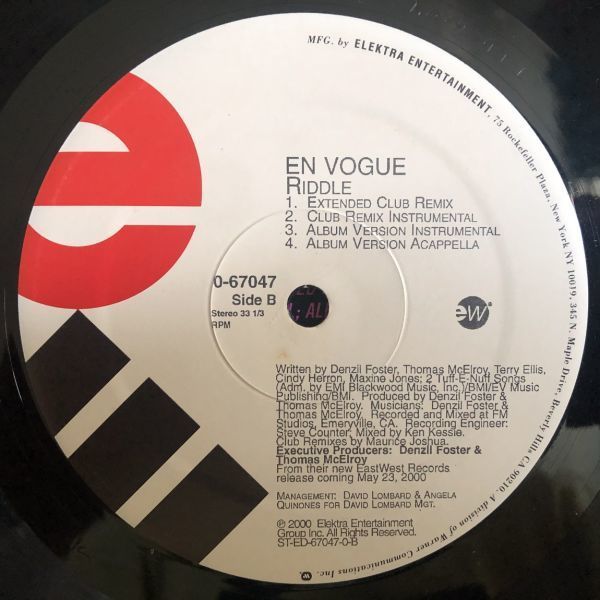 MFG. by ELEKTRA ENTERTAINMENT, 75 Rockefeller Plaza, New York NY 10019, 345 N. Maple Drive, Beverly Hills CA 90210. A division of Warner Communications Inc.
EN VOGUE
RIDDLE
1. EXTENDED CLUB REMIX
2. CLUB REMIX INSTRUMENTAL
3. ALBUM VERSION INSTRUMENTAL
4. ALBUM VERSION ACAPPELLA
0-67047
Side B
Stereo 33 1/3
RPM
ew®
Written by Denzil Foster, Thomas McElroy, Terry Ellis,
Cindy Herron, Maxine Jones; 2 Tuff-E-Nuff Songs
(Adm. by EMI Blackwood Music, Inc.)/BMI/EV Music
Publishing/BMI. Produced by Denzil Foster &
Thomas McElroy. Musicians: Denzil Foster &
Thomas McElroy. Recorded and Mixed at FM
Studios, Emeryville, CA. Recording Engineer:
Steve Counter, Mixed by Ken Kessie.
Club Remixes by Maurice Joshua.
Executive Producers: Denzil Foster &
Thomas McElroy
From their new EastWest Records
release coming May 23, 2000
MANAGEMENT: DAVID LOMBARD & ANGELA
QUINONES FOR DAVID LOMBARD MGT.
℗ 2000 Elektra Entertainment
Group Inc. All Rights Reserved.
ST-ED-67047-0-B